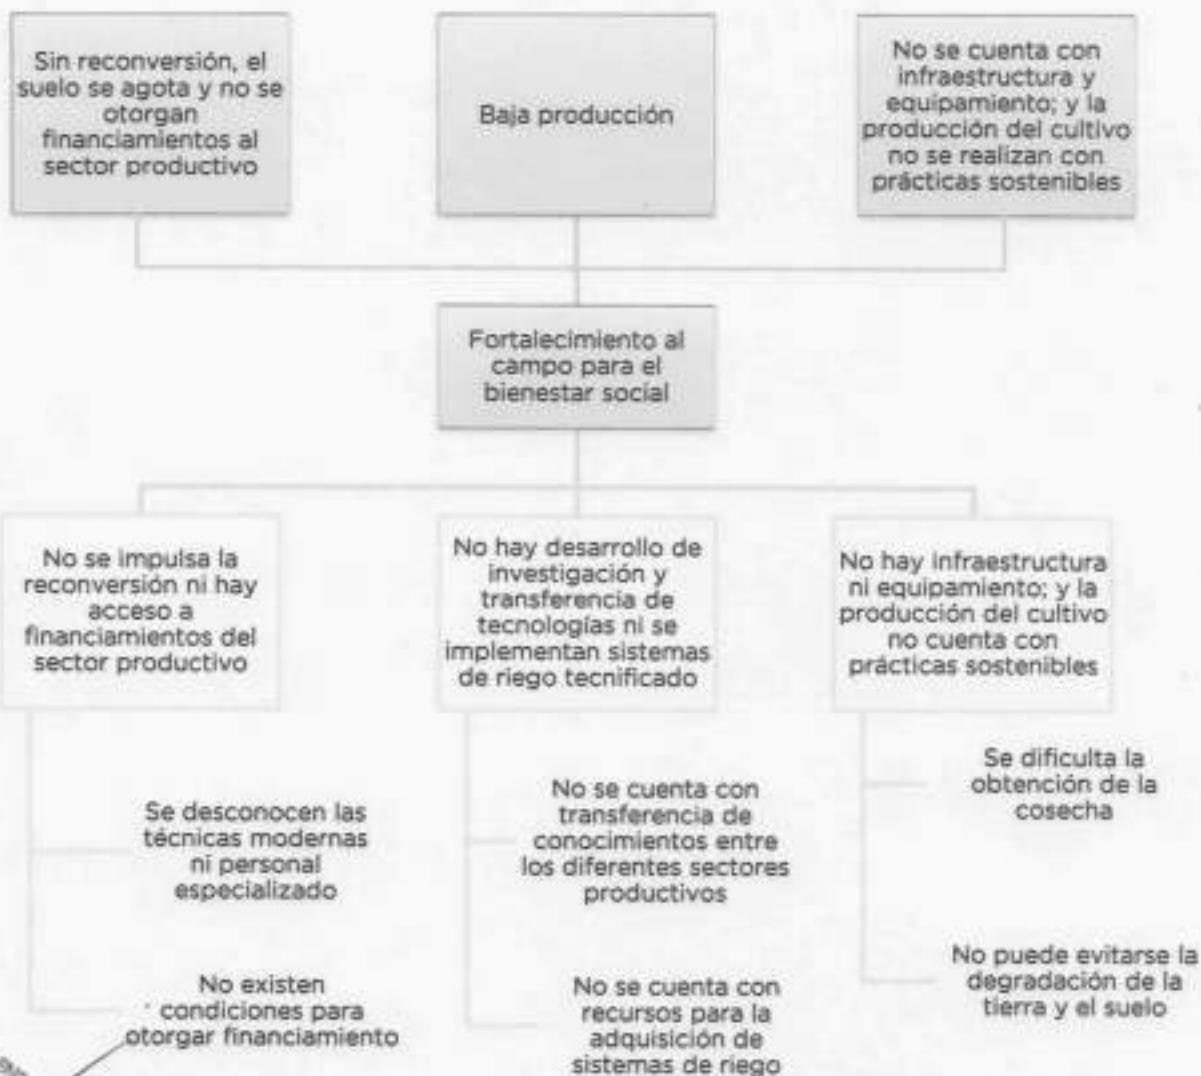 Sin reconversión, el
suelo se agota y no se
otorgan
financiamientos al
sector productivo
Baja producción
No se cuenta con
infraestructura y
equipamiento; y la
producción del cultivo
no se realizan con
prácticas sostenibles
Fortalecimiento al
campo para el
bienestar social
No se impulsa la
reconversión ni hay
acceso a
financiamientos del
sector productivo
No hay desarrollo de
investigación y
transferencia de
tecnologías ni se
implementan sistemas
de riego tecnificado
No hay infraestructura
ni equipamiento; y la
producción del cultivo
no cuenta con
prácticas sostenibles
Se desconocen las
técnicas modernas
ni personal
especializado
No existen
condiciones para
otorgar financiamiento
No se cuenta con
transferencia de
conocimientos entre
los diferentes sectores
productivos
No se cuenta con
recursos para la
adquisición de
sistemas de riego
Se dificulta la
obtención de la
cosecha
No puede evitarse la
degradación de la
tierra y el suelo